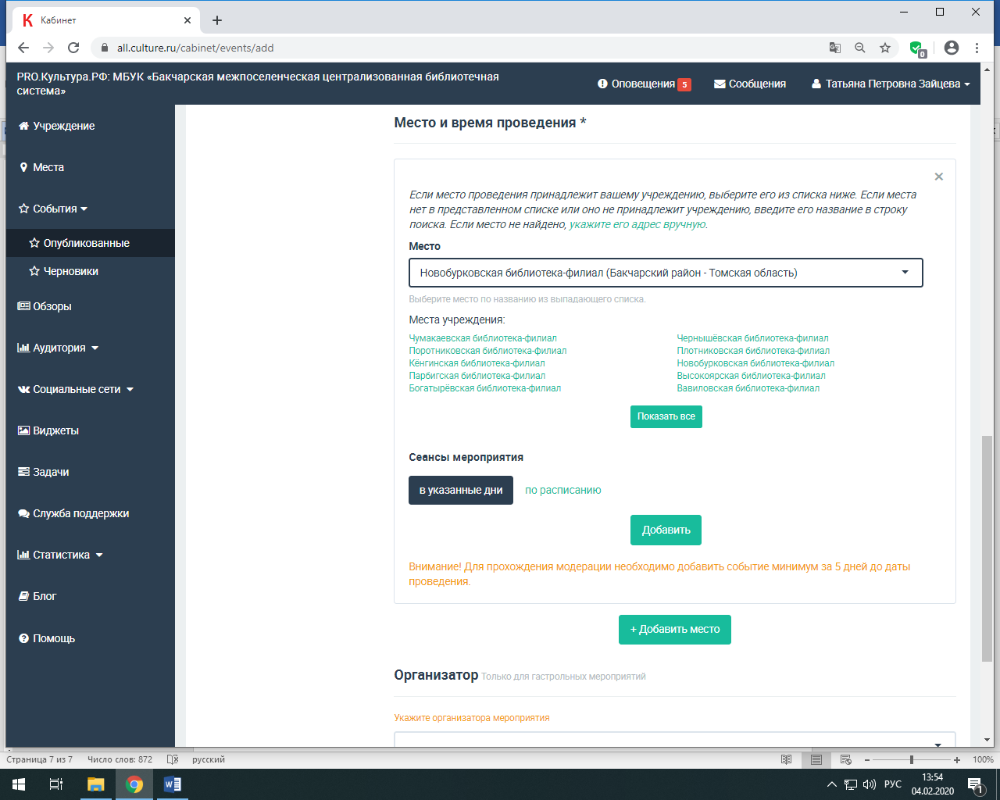 Кабинет
all.culture.ru/cabinet/events/add
0
PRO.Культура.РФ: МБУК «Бакчарская межпоселенческая централизованная библиотечная
система»
Оповещения 5
Сообщения
Татьяна Петровна Зайцева
Учреждение
Места
События
Опубликованные
Черновики
Обзоры
Аудитория
Социальные сети
Виджеты
Задачи
Служба поддержки
Статистика
Блог
Помощь
Место и время проведения *
Если место проведения принадлежит вашему учреждению, выберите его из списка ниже. Если места
нет в представленном списке или оно не принадлежит учреждению, введите его название в строку
поиска. Если место не найдено, укажите его адрес вручную.
Место
Новобурковская библиотека-филиал (Бакчарский район - Томская область)
Выберите место по названию из выпадающего списка.
Места учреждения:
Чумакаевская библиотека-филиал
Поротниковская библиотека-филиал
Кёнгинская библиотека-филиал
Парбигская библиотека-филиал
Богатырёвская библиотека-филиал
Чернышёвская библиотека-филиал
Плотниковская библиотека-филиал
Новобурковская библиотека-филиал
Высокоярская библиотека-филиал
Вавиловская библиотека-филиал
Показать все
Сеансы мероприятия
в указанные дни
по расписанию
Добавить
Внимание! Для прохождения модерации необходимо добавить событие минимум за 5 дней до даты
проведения.
+ Добавить место
Организатор Только для гастрольных мероприятий
Укажите организатора мероприятия
Страница 7 из 7
Число слов: 872
русский
100%
РУС
13:54
04.02.2020
1